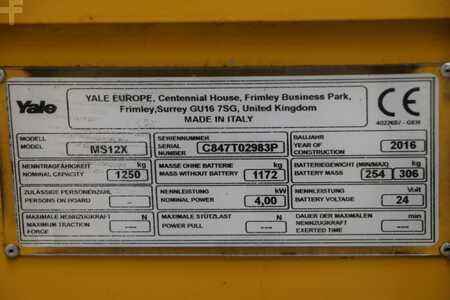 Yale
YALE EUROPE, Centennial House, Frimley Business Park,
Frimley,Surrey GU16 7SG, United Kingdom
MADE IN ITALY
CE
4022657 - GEN
MODELL
MODEL
MS12X
SERIENNUMMER
SERIAL
NUMBER
C847T02983P
BAUJAHR
YEAR OF
CONSTRUCTION
2016
NENNTRAGFÄHIGKEIT
NOMINAL CAPACITY
kg
1250
MASSE OHNE BATTERIE
MASS WITHOUT BATTERY
kg
1172
BATTERIEGEWICHT (MIN/MAX)
BATTERY MASS
kg
254 306
ZULÄSSIGE PERSONEN
PERSONS ON BOARD
–
NENNLEISTUNG
NOMINAL POWER
kW
4,00
NENNLEISTUNG
BATTERY VOLTAGE
Volt
24
MAXIMALE NENNZUGKRAFT
MAXIMUM TRACTION
FORCE
N
---
MAXIMALE STÜTZLAST
POWER PULL
N
---
DAUER DER MAXIMALEN
NENNZUGKRAFT
EXERTED TIME
min
---